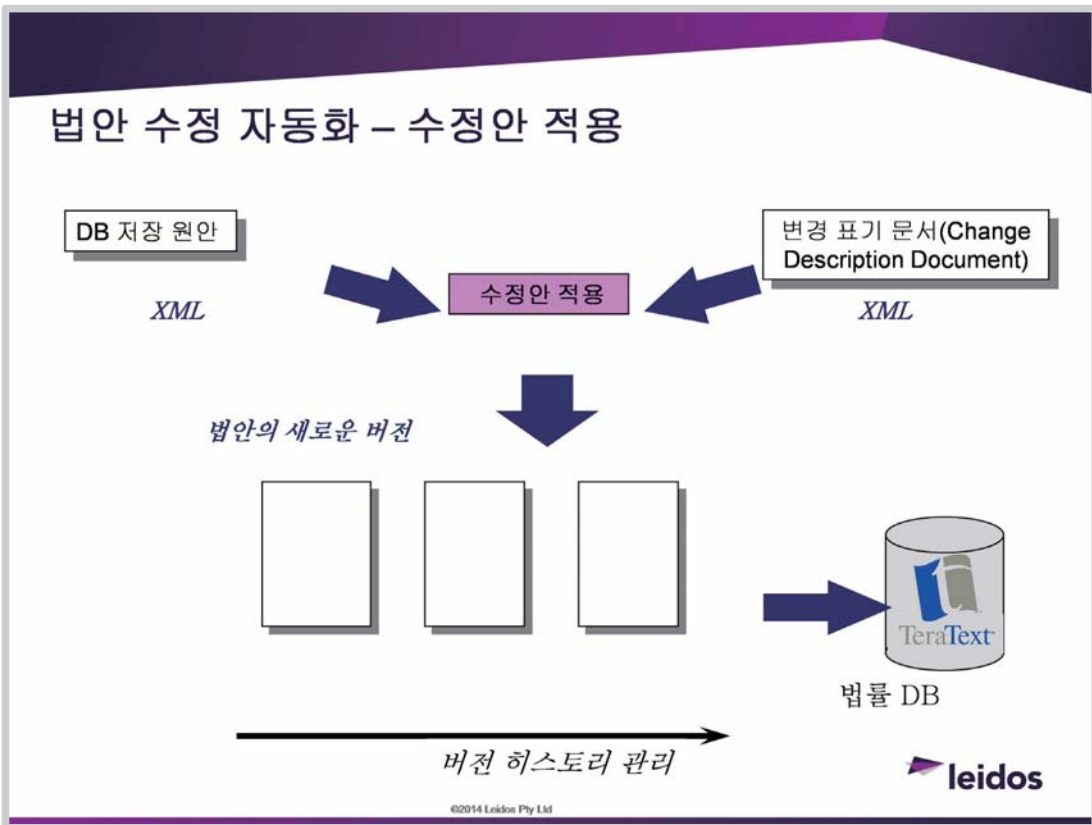 법안 수정 자동화 – 수정안 적용
DB 저장 원안
변경 표기 문서(Change
Description Document)
수정안 적용
XML
XML
법안의 새로운 버전
TeraText
법률 DB
버전 히스토리 관리
leidos
©2014 Leidos Pty Ltd